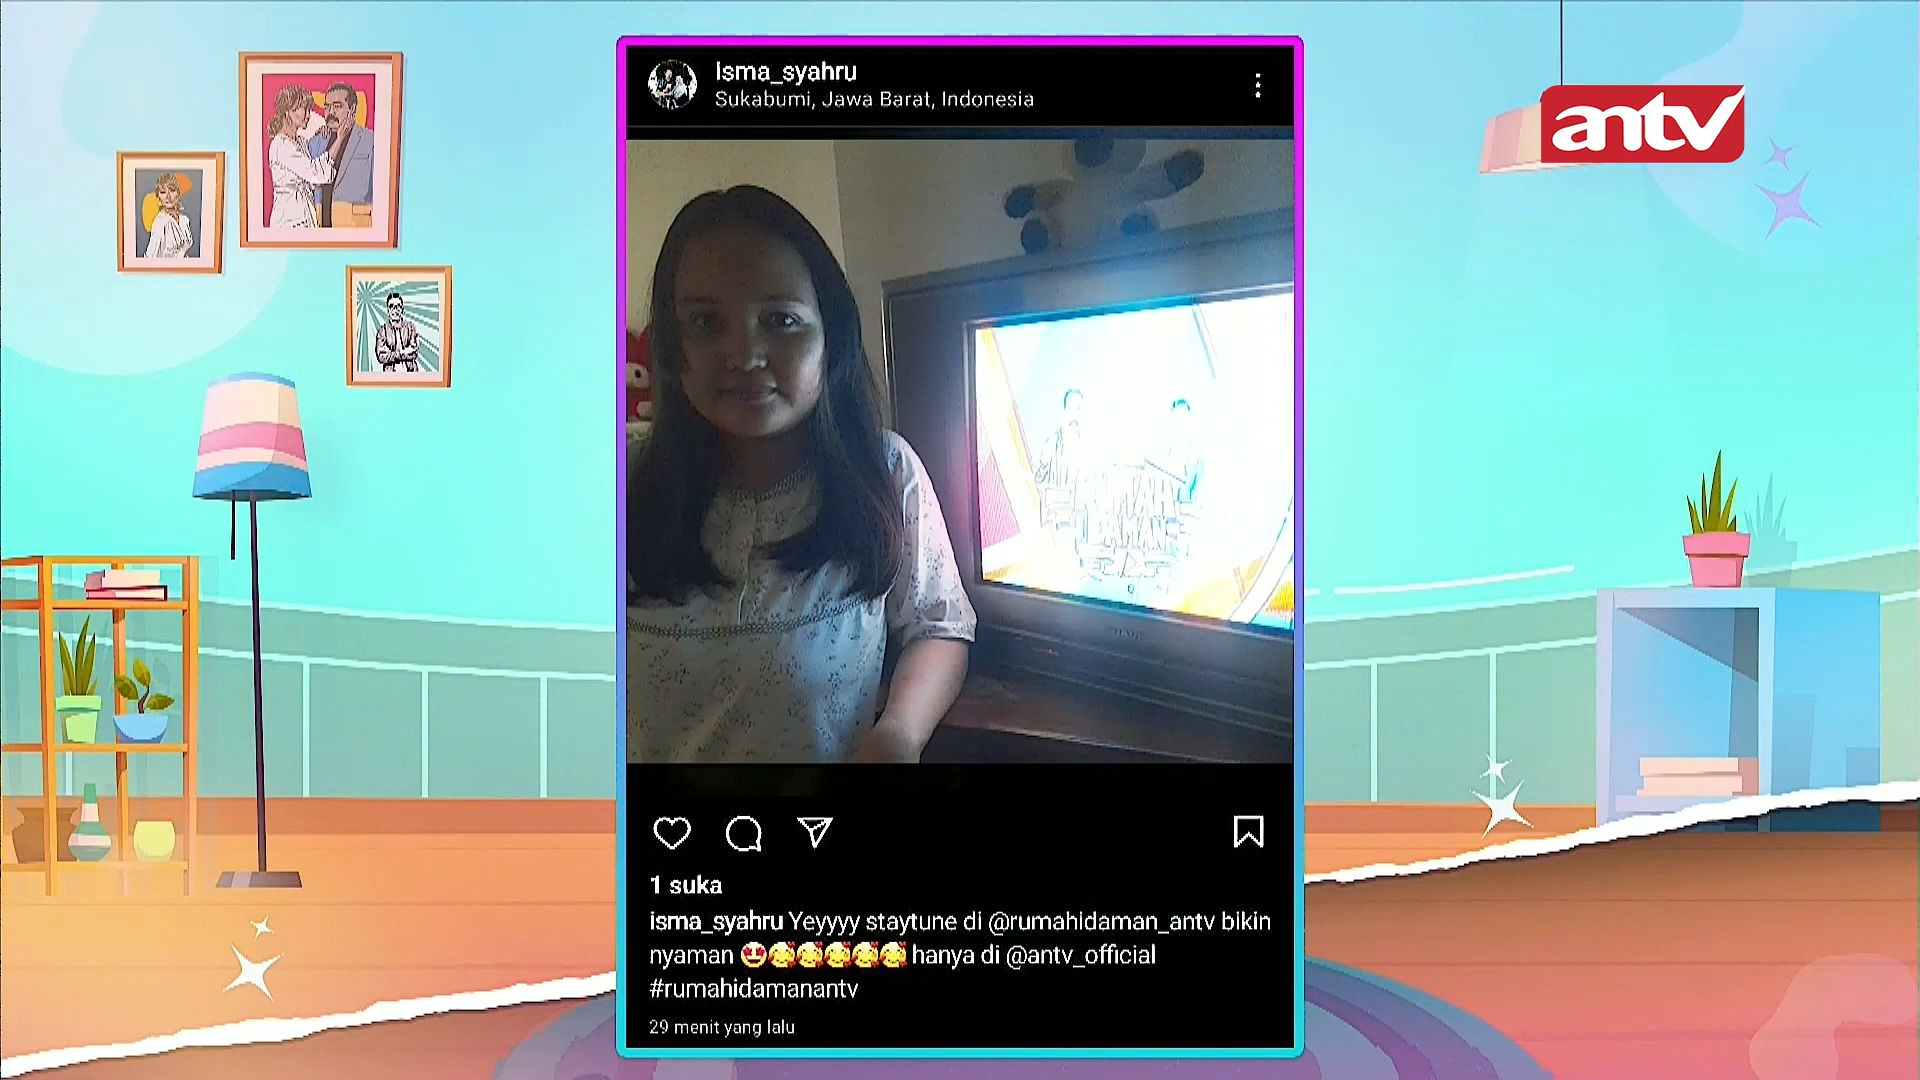 isma_syahru
Sukabumi, Jawa Barat, Indonesia
antv
isma_syahru Yeyyyy staytune di @rumahidaman_antv bikin
nyaman 🤩🥰🥰🥰🥰🥰 hanya di @antv_official
#rumahidamanantv
1 suka
29 menit yang lalu